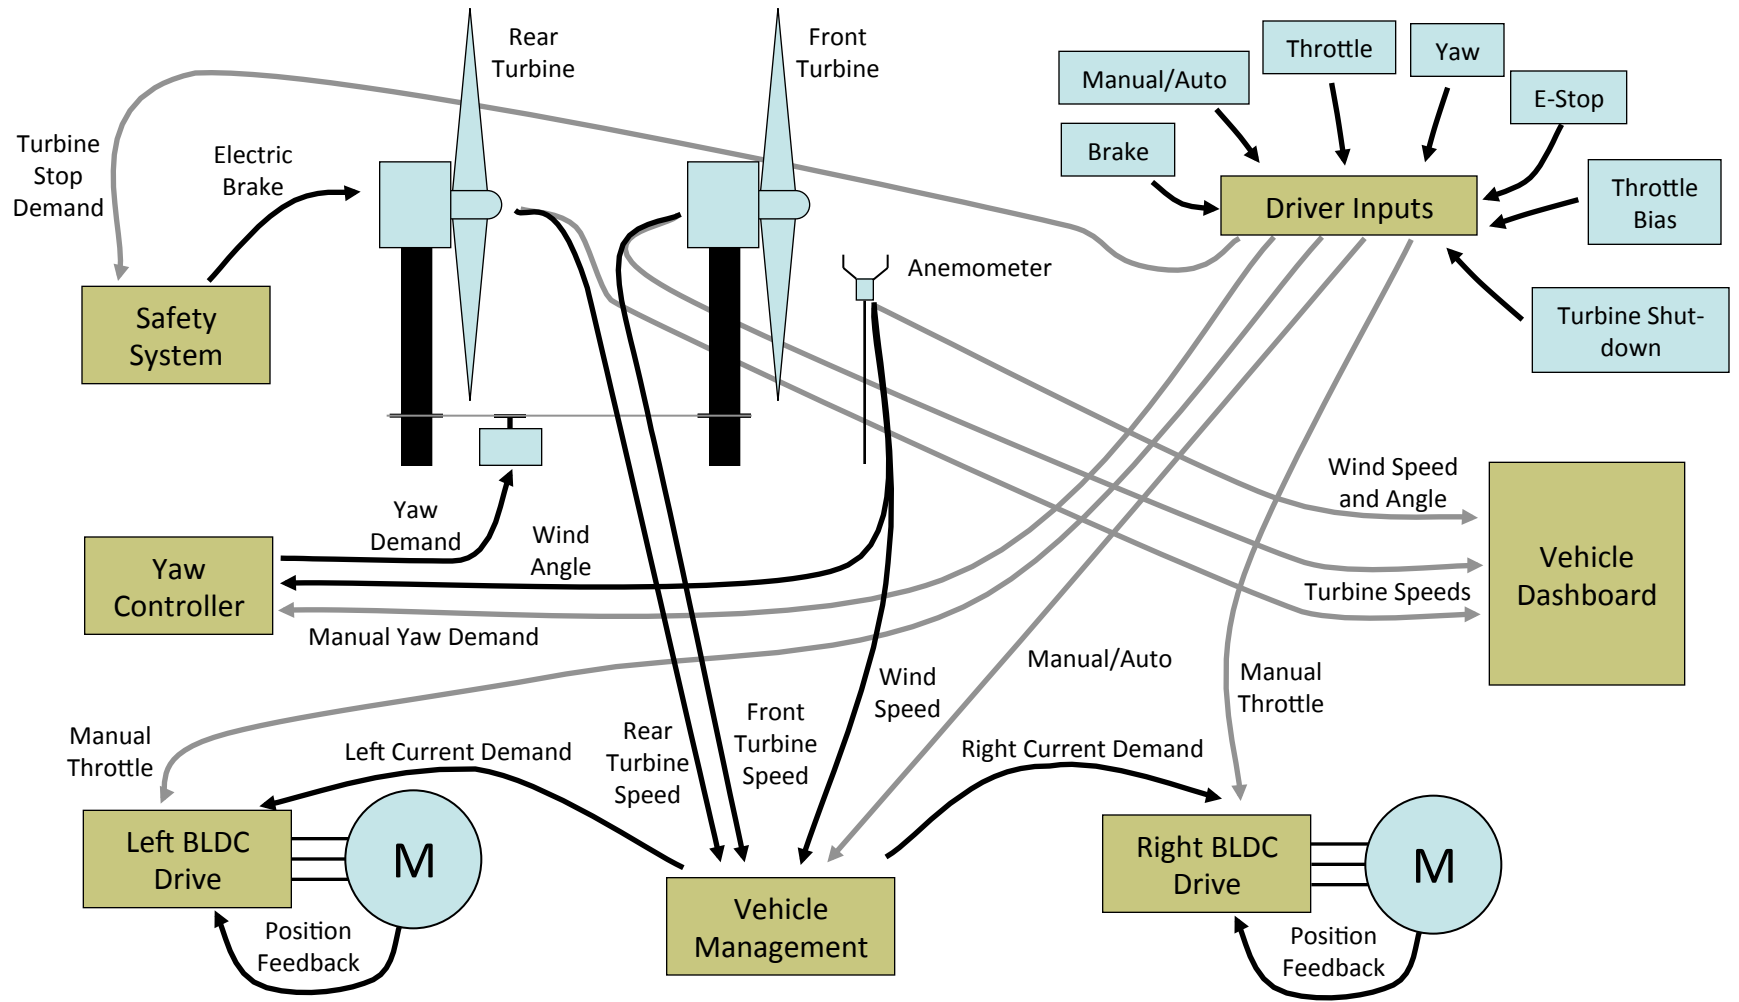 Rear
Turbine
Front
Turbine
Throttle
Yaw
Manual/Auto
E-Stop
Brake
Turbine
Stop
Demand
Electric
Brake
Driver Inputs
Throttle
Bias
Anemometer
Safety
System
Turbine Shut-
down
Wind Speed
and Angle
Yaw
Demand
Wind
Angle
Yaw
Controller
Vehicle
Dashboard
Turbine Speeds
Manual Yaw Demand
Manual/Auto
Manual
Throttle
Wind
Speed
Manual
Throttle
Left Current Demand
Rear
Turbine
Speed
Front
Turbine
Speed
Right Current Demand
Left BLDC
Drive
M
Right BLDC
Drive
M
Vehicle
Management
Position
Feedback
Position
Feedback